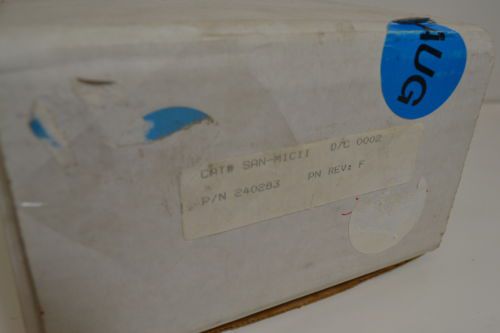 AUG
CAT# SAN-MICII D/C 0002
P/N 240283 PN REV: F